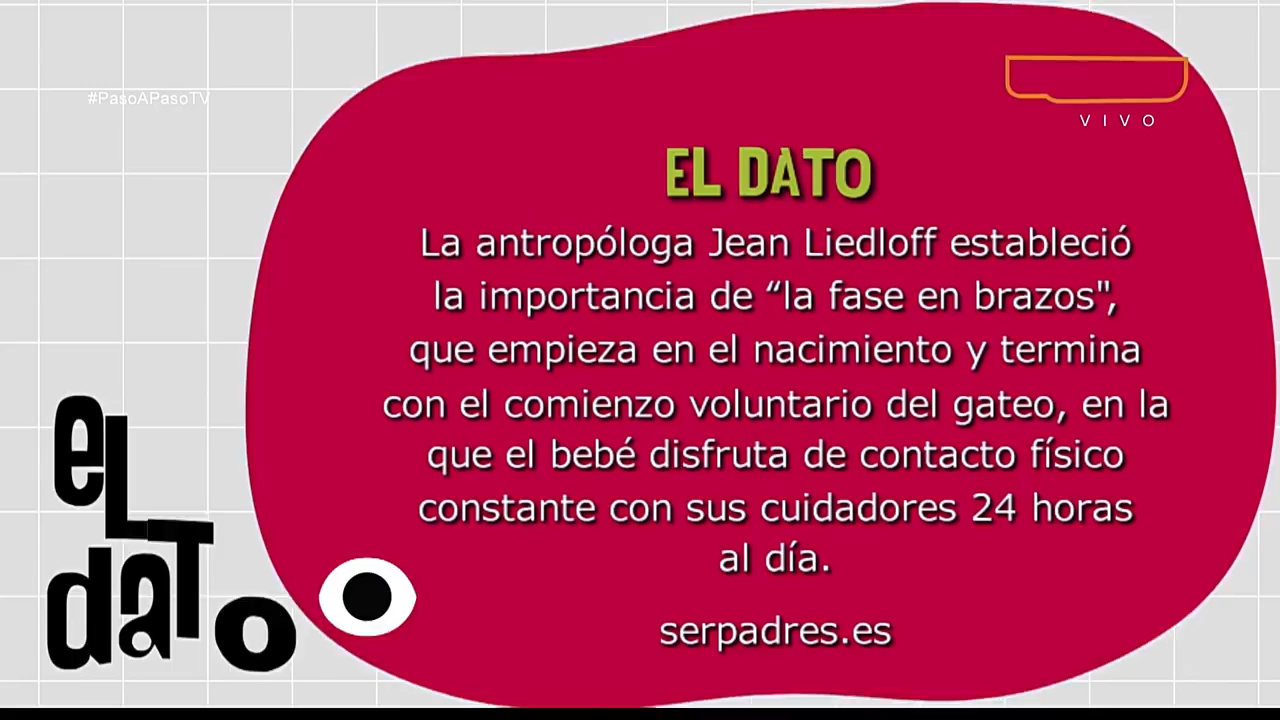 #PasoAPasoTV
VIVO
EL DATO
La antropóloga Jean Liedloff estableció
la importancia de “la fase en brazos",
que empieza en el nacimiento y termina
con el comienzo voluntario del gateo, en la
que el bebé disfruta de contacto físico
constante con sus cuidadores 24 horas
al día.
serpadres.es
eL
daTo